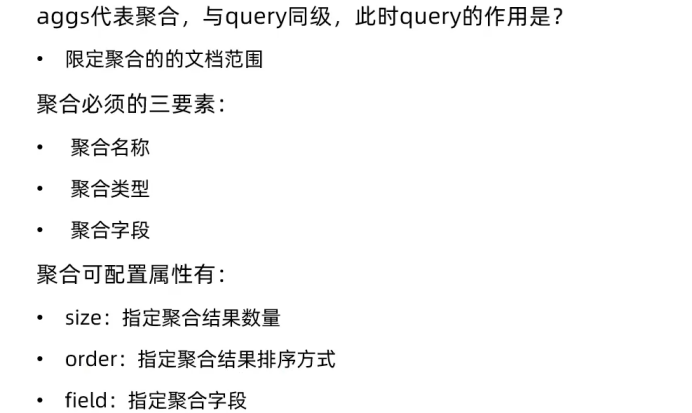 aggs代表聚合，与query同级，此时query的作用是？
• 限定聚合的的文档范围
聚合必须的三要素：
• 聚合名称
• 聚合类型
• 聚合字段
聚合可配置属性有：
• size：指定聚合结果数量
• order：指定聚合结果排序方式
• field：指定聚合字段